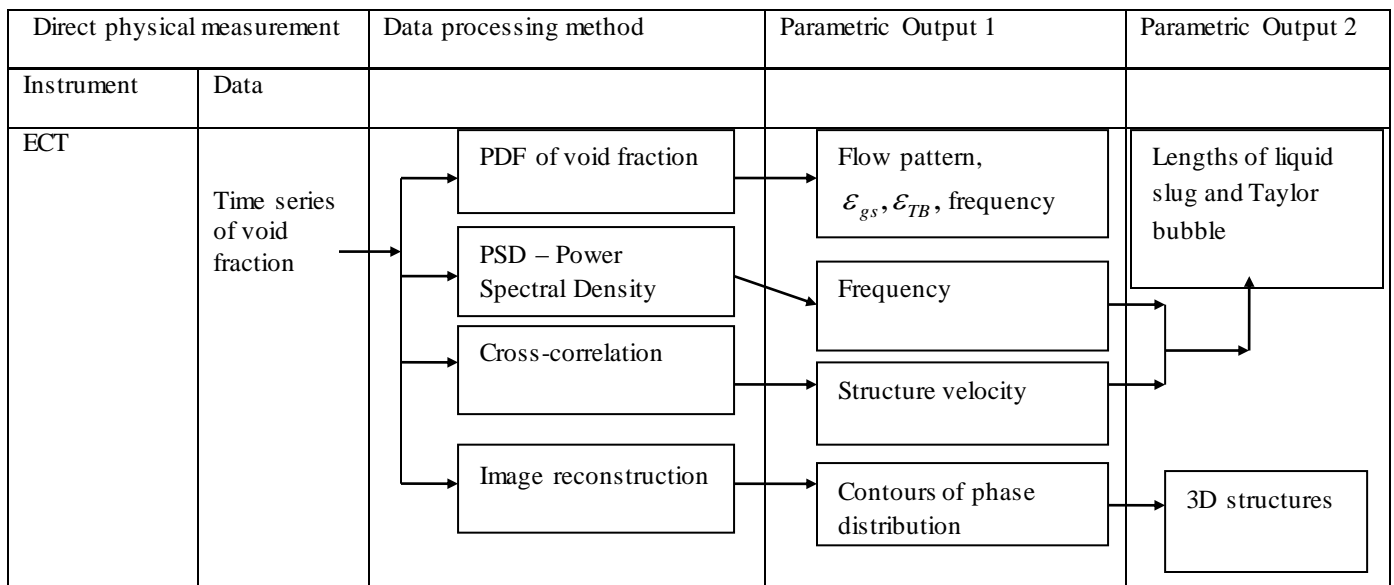 Direct physical measurement
Data processing method
Parametric Output 1
Parametric Output 2
Instrument
Data
ECT
Time series
of void
fraction
PDF of void fraction
PSD – Power
Spectral Density
Cross-correlation
Image reconstruction
Flow pattern,
ε_gs, ε_TB, frequency
Frequency
Structure velocity
Contours of phase
distribution
Lengths of liquid
slug and Taylor
bubble
3D structures